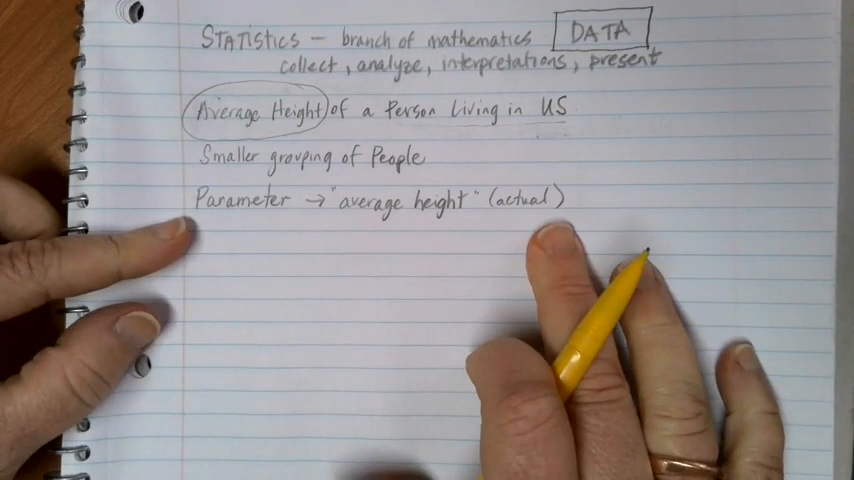 STATISTICS – branch of mathematics DATA
collect, analyze, interpretations, present
Average Height of a Person Living in US
Smaller grouping of People
Parameter → "average height" (actual)